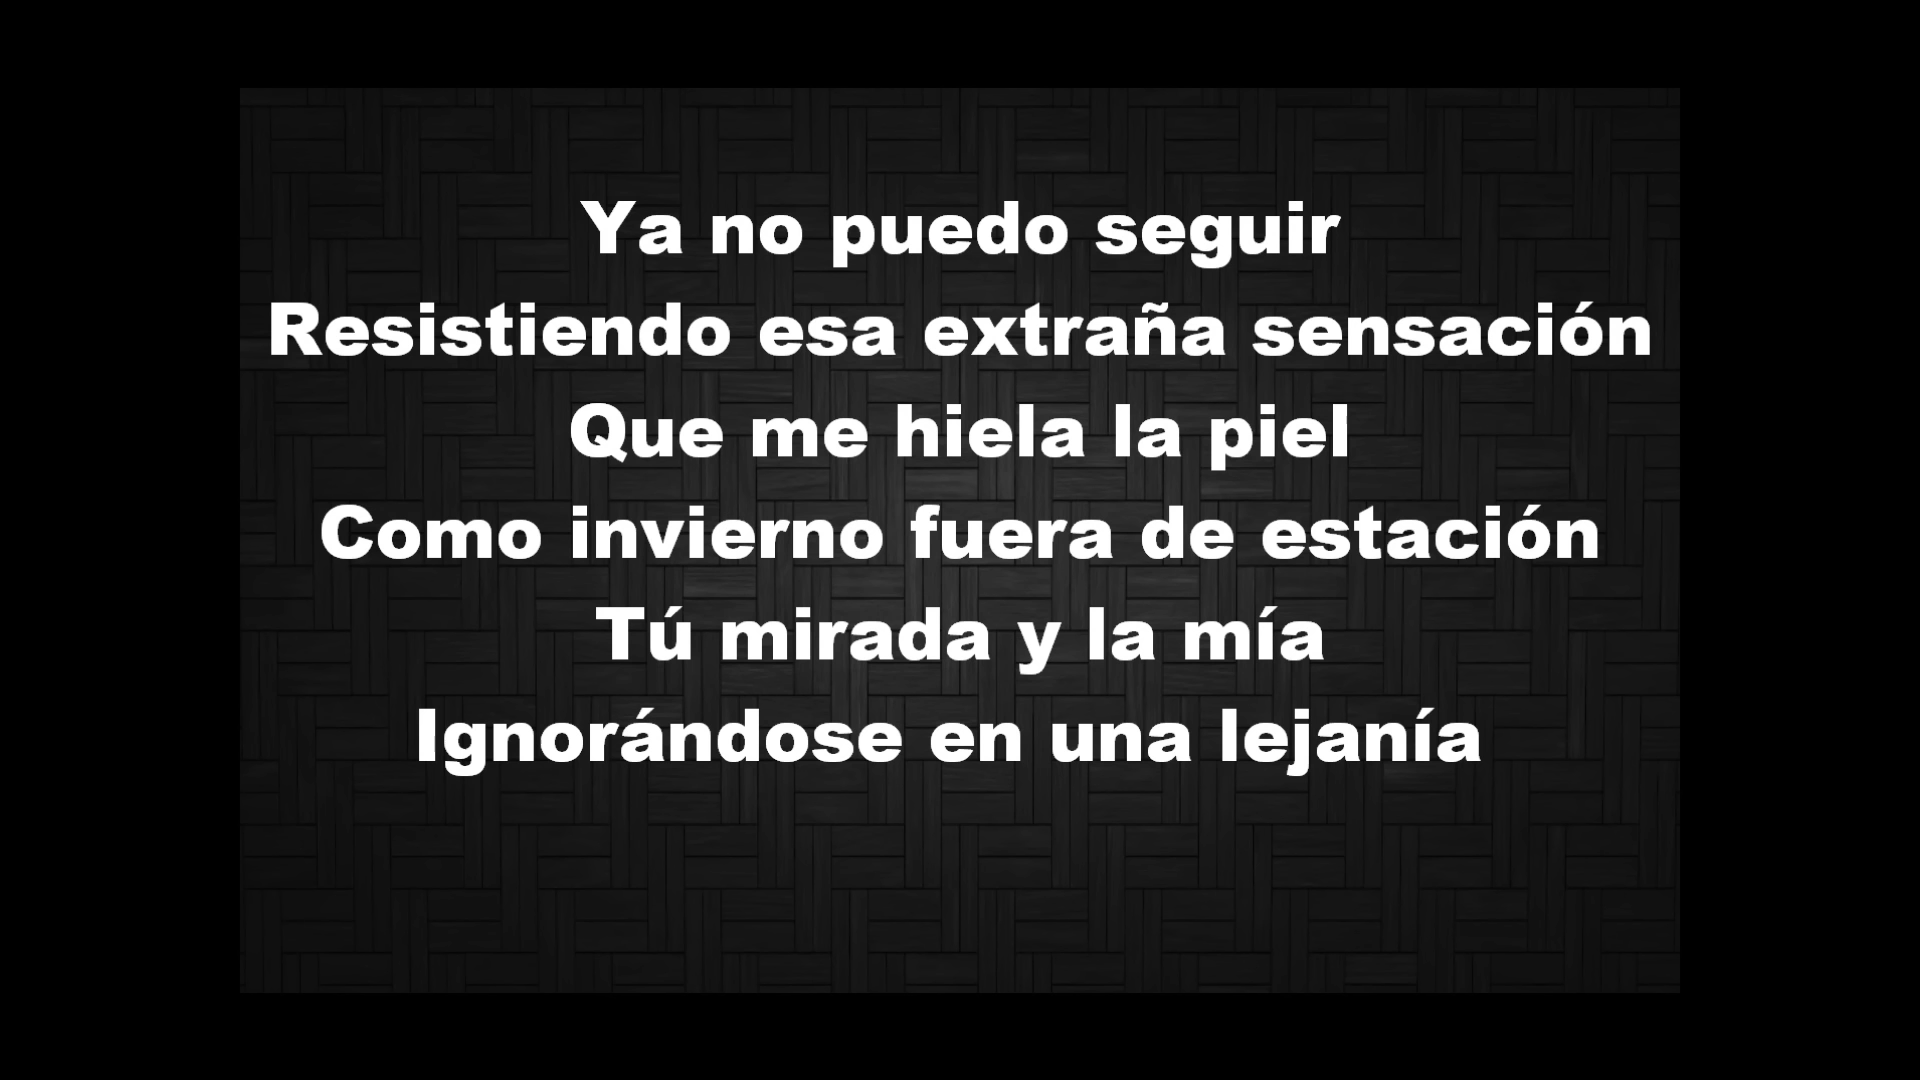 Ya no puedo seguir
Resistiendo esa extraña sensación
Que me hiela la piel
Como invierno fuera de estación
Tú mirada y la mía
Ignorándose en una lejanía